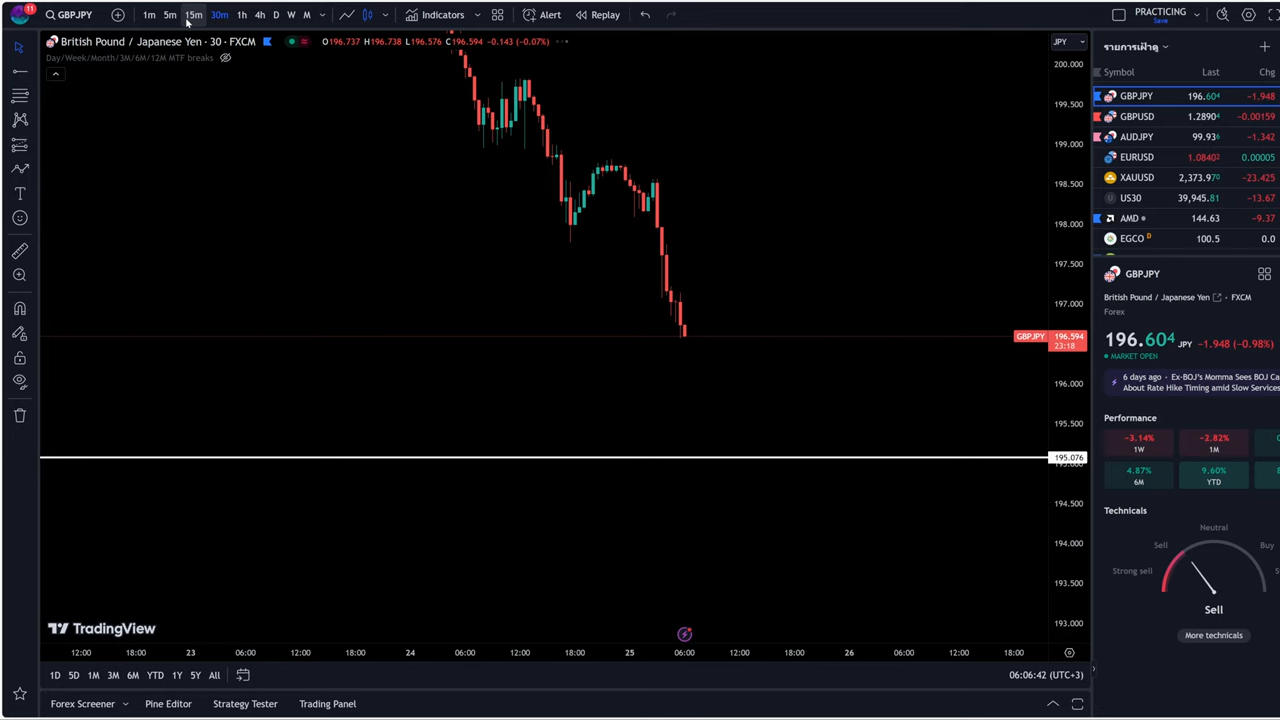 11
GBPJPY
1m 5m 15m 30m 1h 4h D W M
Indicators
Alert
Replay
PRACTICING
Save
British Pound / Japanese Yen · 30 · FXCM
O196.737 H196.738 L196.576 C196.594 −0.143 (−0.07%)
Day/Week/Month/3M/6M/12M MTF breaks
JPY
200.000
199.500
199.000
198.500
198.000
197.500
197.000
GBPJPY 196.594
23:18
196.000
195.500
195.076
194.500
194.000
193.500
193.000
TradingView
12:00 18:00 23 06:00 12:00 18:00 24 06:00 12:00 18:00 25 06:00 12:00 18:00 26 06:00 12:00 18:00
1D 5D 1M 3M 6M YTD 1Y 5Y All
06:06:42 (UTC+3)
Forex Screener Pine Editor Strategy Tester Trading Panel
รายการเฝ้าดู
Symbol Last Chg
GBPJPY 196.604 −1.948
GBPUSD 1.28904 −0.00159
AUDJPY 99.936 −1.342
EURUSD 1.08402 0.00005
XAUUSD 2,373.970 −23.425
US30 39,945.81 −13.67
AMD 144.63 −9.37
EGCO D 100.5 0.0
GBPJPY
British Pound / Japanese Yen FXCM
Forex
196.604 JPY −1.948 (−0.98%)
MARKET OPEN
6 days ago · Ex-BOJ's Momma Sees BOJ Ca
About Rate Hike Timing amid Slow Services
Performance
−3.14% −2.82%
1W 1M
4.87% 9.60%
6M YTD
Technicals
Neutral
Sell Buy
Strong sell
Sell
More technicals